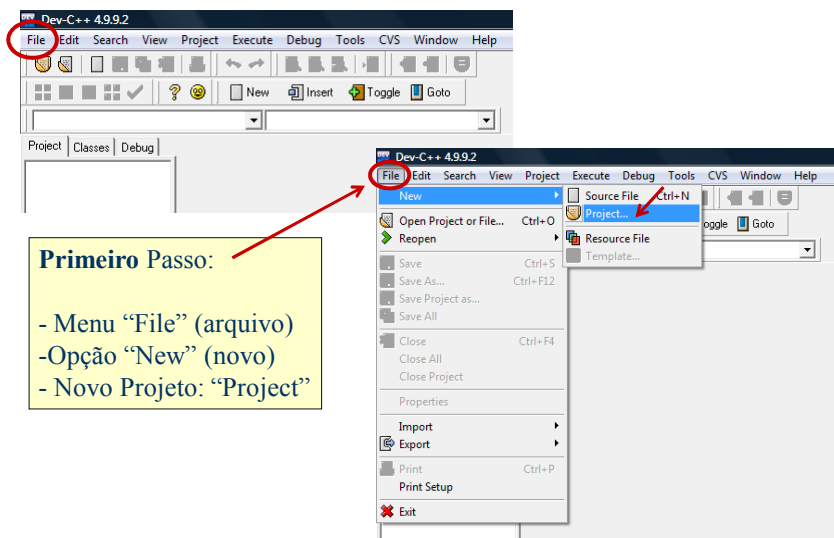 Dev-C++ 4.9.9.2
File Edit Search View Project Execute Debug Tools CVS Window Help
New Insert Toggle Goto
Project Classes Debug
Primeiro Passo:
- Menu “File” (arquivo)
-Opção “New” (novo)
- Novo Projeto: “Project”
Dev-C++ 4.9.9.2
File Edit Search View Project Execute Debug Tools CVS Window Help
New
Source File Ctrl+N
Project...
oggle Goto
Resource File
Template...
Open Project or File... Ctrl+O
Reopen
Save Ctrl+S
Save As... Ctrl+F12
Save Project as...
Save All
Close Ctrl+F4
Close All
Close Project
Properties
Import
Export
Print Ctrl+P
Print Setup
Exit